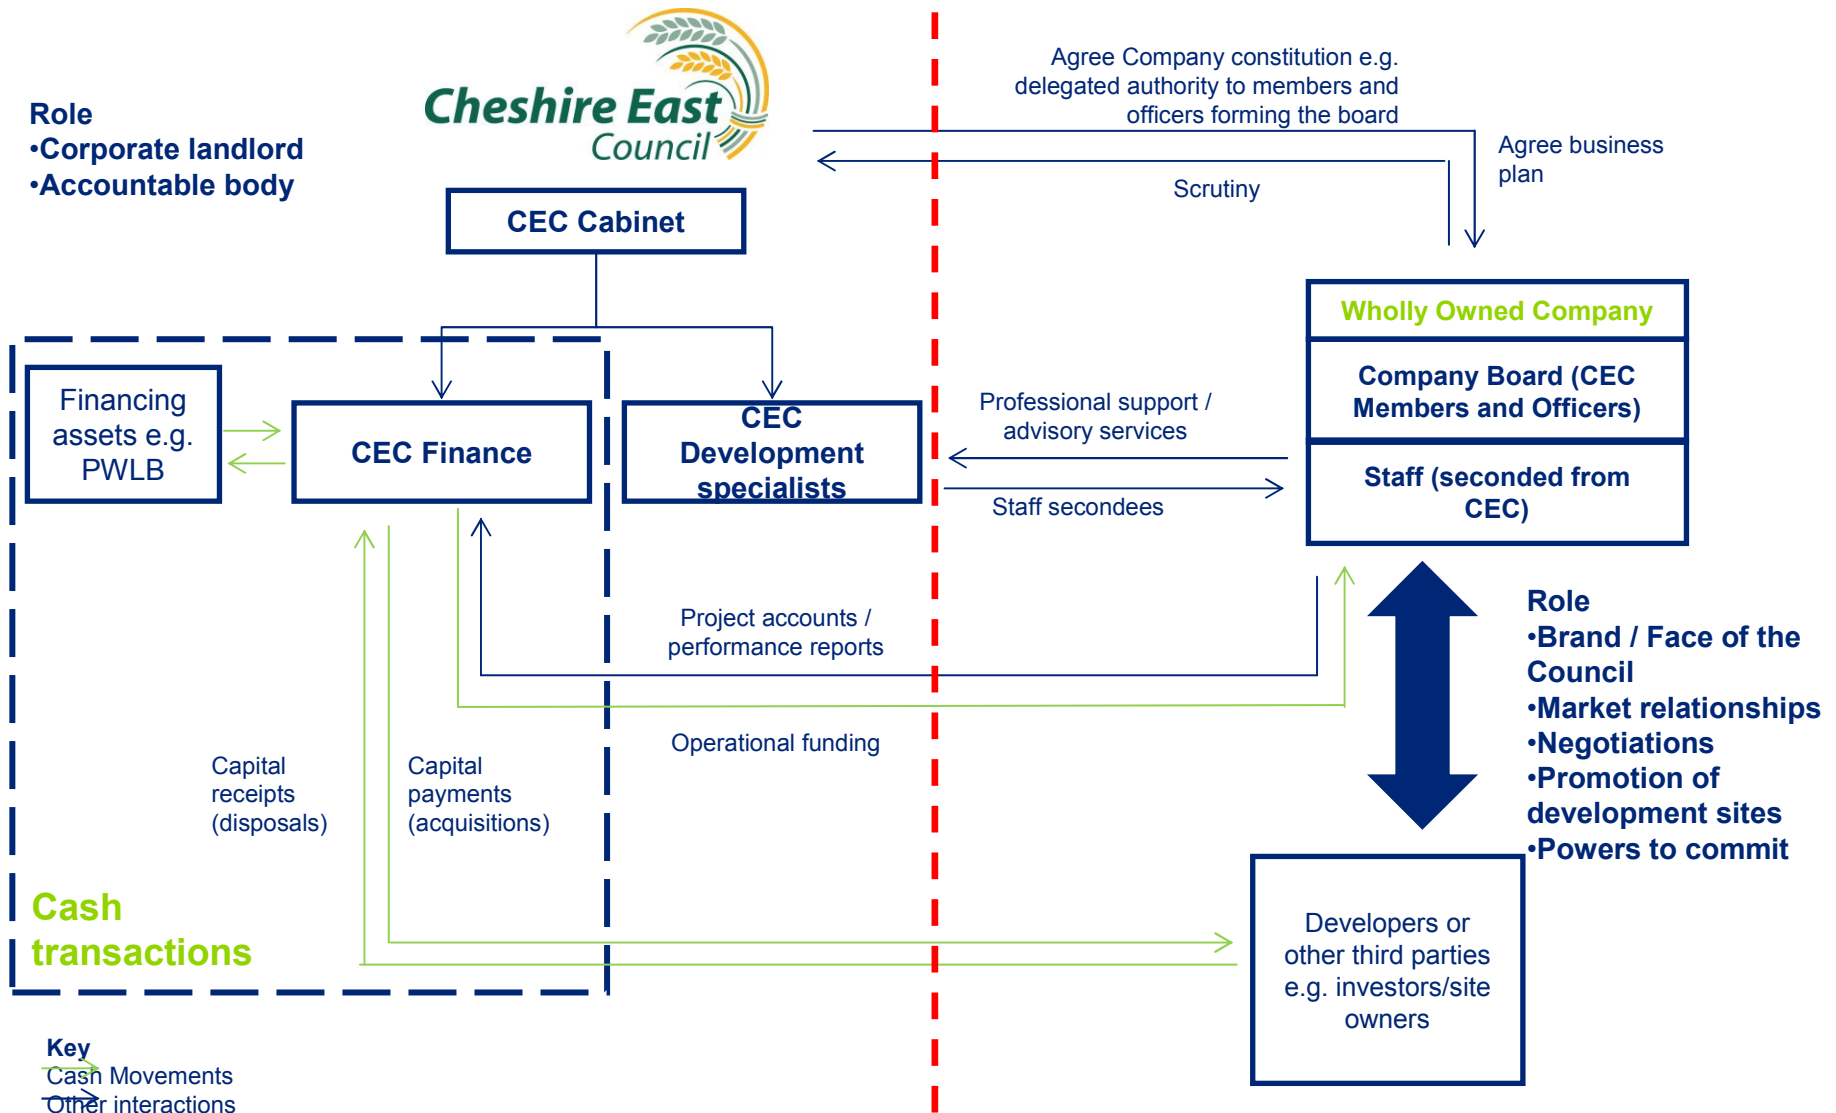 Cheshire East
Council
Role
•Corporate landlord
•Accountable body
Agree Company constitution e.g.
delegated authority to members and
officers forming the board
Agree business
plan
Scrutiny
CEC Cabinet
Wholly Owned Company
Company Board (CEC
Members and Officers)
Staff (seconded from
CEC)
Financing
assets e.g.
PWLB
CEC Finance
CEC
Development
specialists
Professional support /
advisory services
Staff secondees
Project accounts /
performance reports
Operational funding
Role
•Brand / Face of the
Council
•Market relationships
•Negotiations
•Promotion of
development sites
•Powers to commit
Capital
receipts
(disposals)
Capital
payments
(acquisitions)
Cash
transactions
Developers or
other third parties
e.g. investors/site
owners
Key
Cash Movements
Other interactions